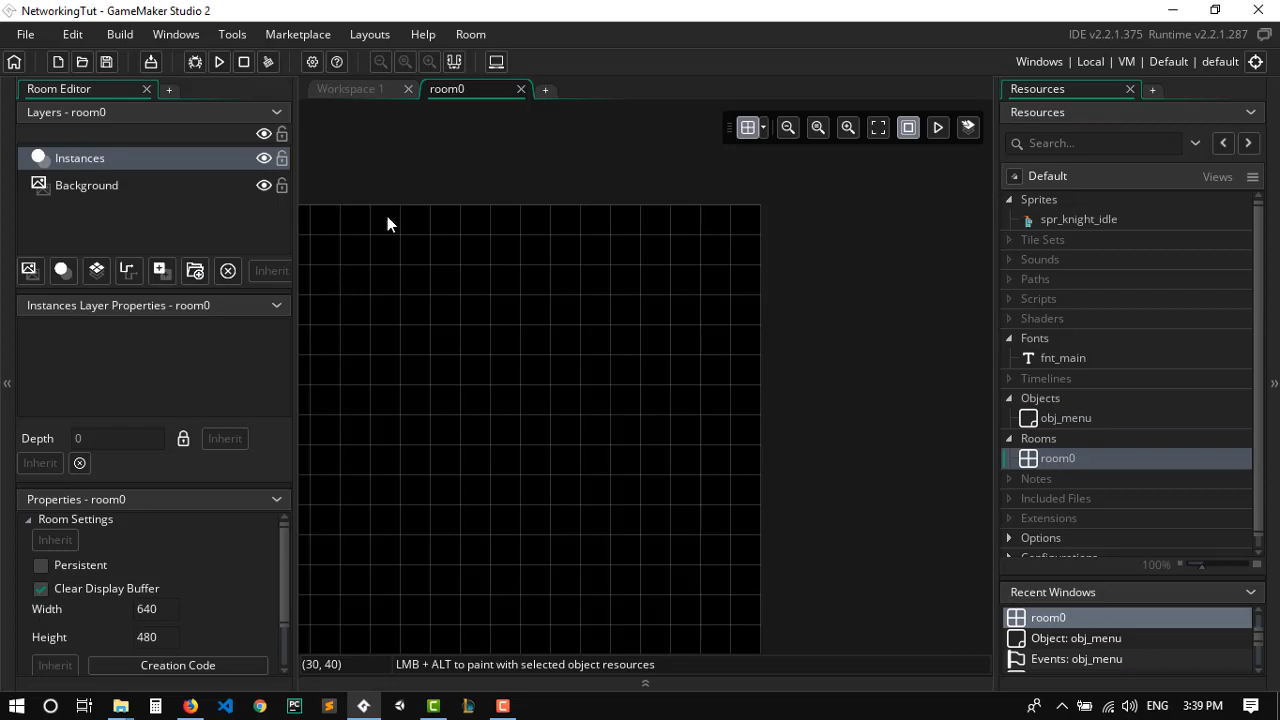 NetworkingTut - GameMaker Studio 2
File Edit Build Windows Tools Marketplace Layouts Help Room
IDE v2.2.1.375 Runtime v2.2.1.287
Windows | Local | VM | Default | default
Room Editor
Workspace 1
room0
Resources
Layers - room0
Instances
Background
Inherit
Instances Layer Properties - room0
Depth 0 Inherit
Inherit
Properties - room0
Room Settings
Inherit
Persistent
Clear Display Buffer
Width 640
Height 480
Inherit Creation Code
(30, 40) LMB + ALT to paint with selected object resources
Resources
Search...
Default Views
Sprites
spr_knight_idle
Tile Sets
Sounds
Paths
Scripts
Shaders
Fonts
fnt_main
Timelines
Objects
obj_menu
Rooms
room0
Notes
Included Files
Extensions
Options
Configurations
100%
Recent Windows
room0
Object: obj_menu
Events: obj_menu
ENG 3:39 PM